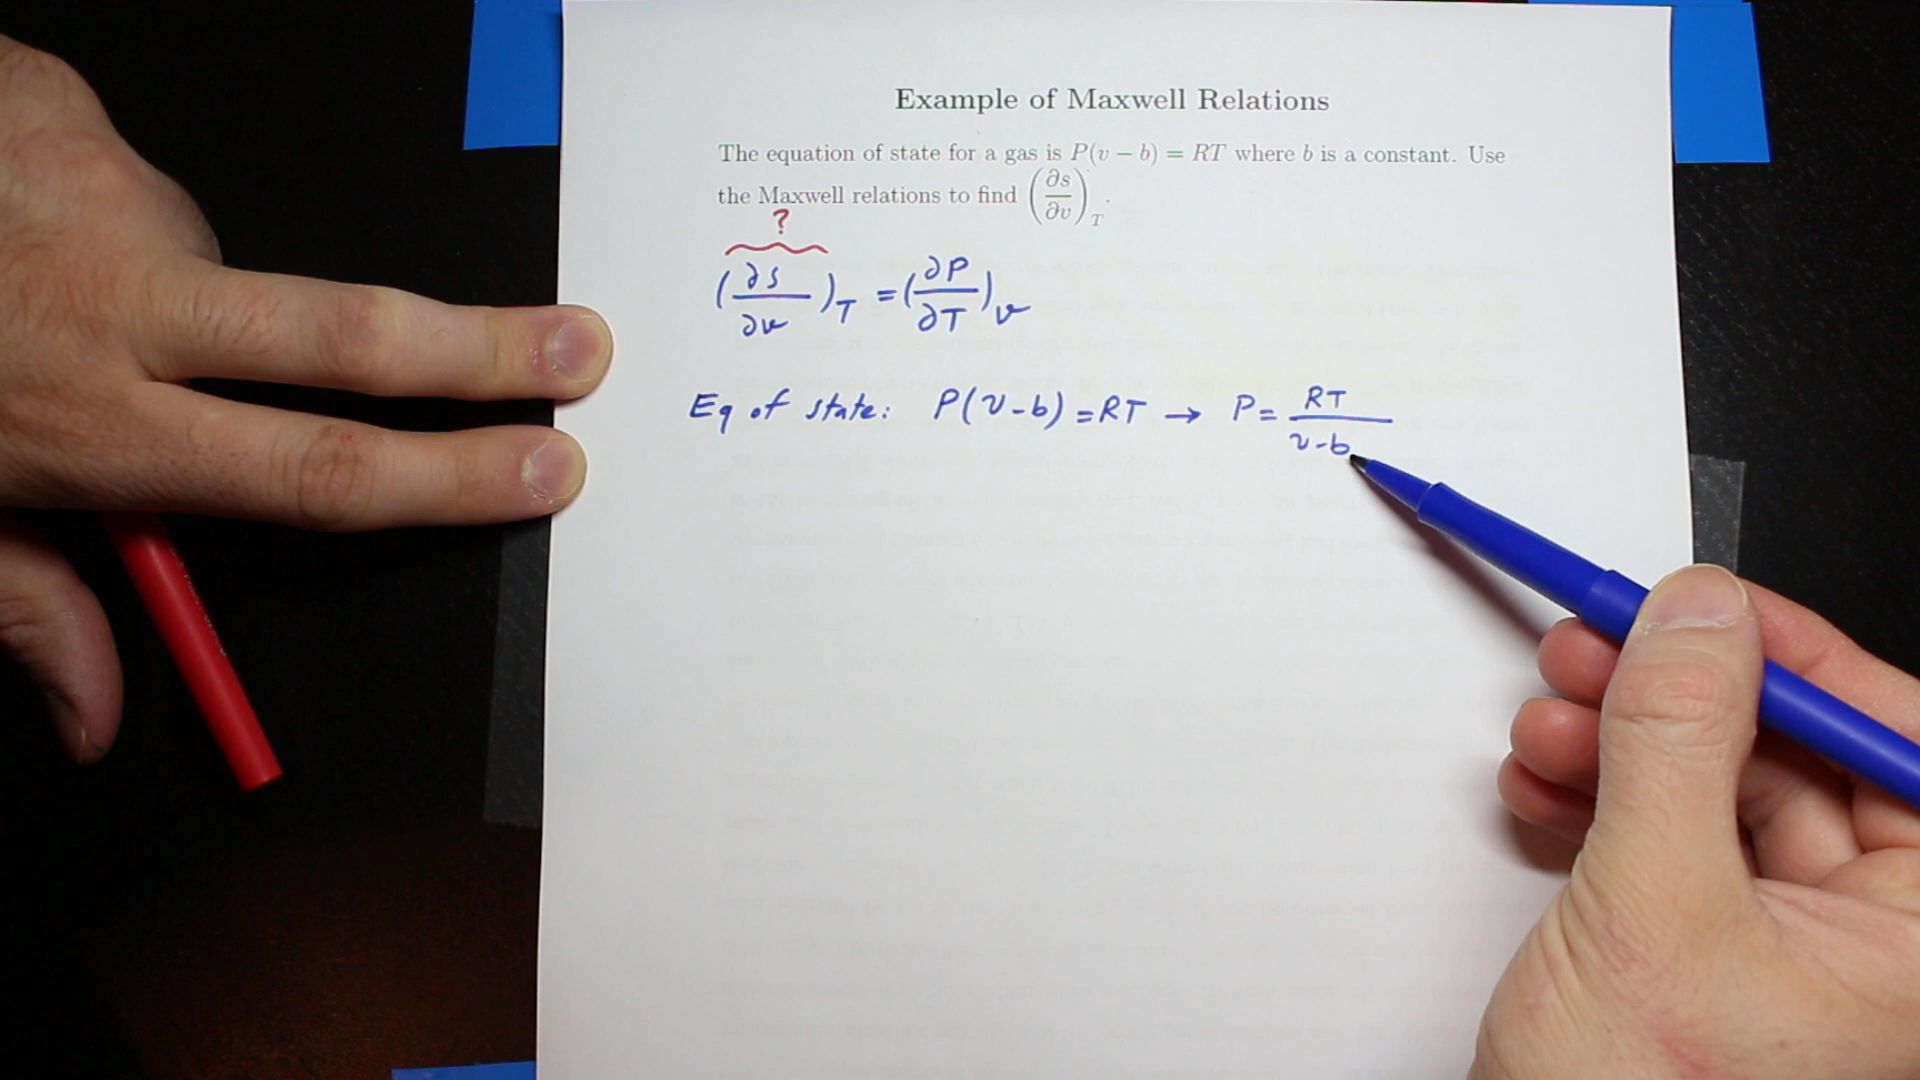 Example of Maxwell Relations
The equation of state for a gas is P(v − b) = RT where b is a constant. Use
the Maxwell relations to find (∂s/∂v)_T.
?
(∂s/∂v)_T = (∂P/∂T)_v
Eq of state: P(v-b) = RT → P = RT/(v-b)